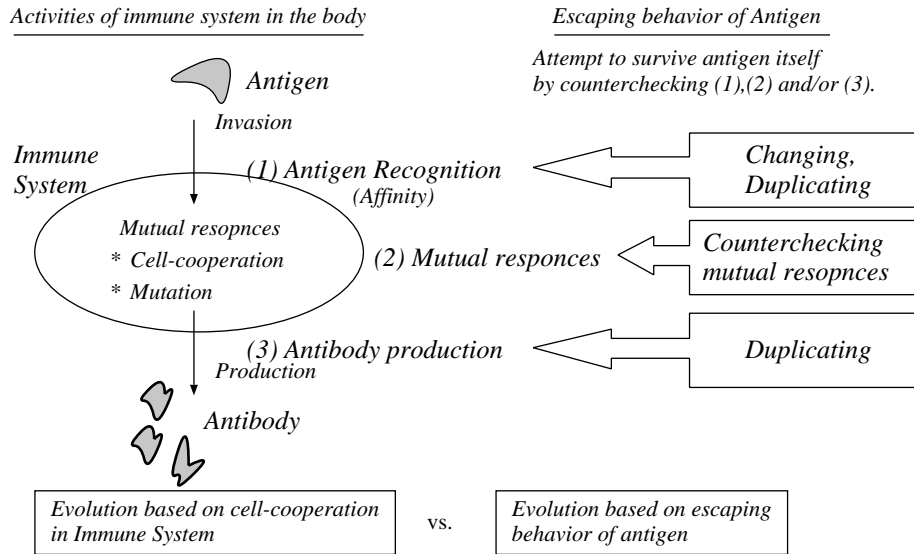 Activities of immune system in the body
Escaping behavior of Antigen
Attempt to survive antigen itself
by counterchecking (1),(2) and/or (3).
Antigen
Invasion
Immune
System
(1) Antigen Recognition
(Affinity)
Changing,
Duplicating
Mutual resopnces
* Cell-cooperation
* Mutation
(2) Mutual responces
Counterchecking
mutual resopnces
(3) Antibody production
Duplicating
Production
Antibody
Evolution based on cell-cooperation
in Immune System
vs.
Evolution based on escaping
behavior of antigen